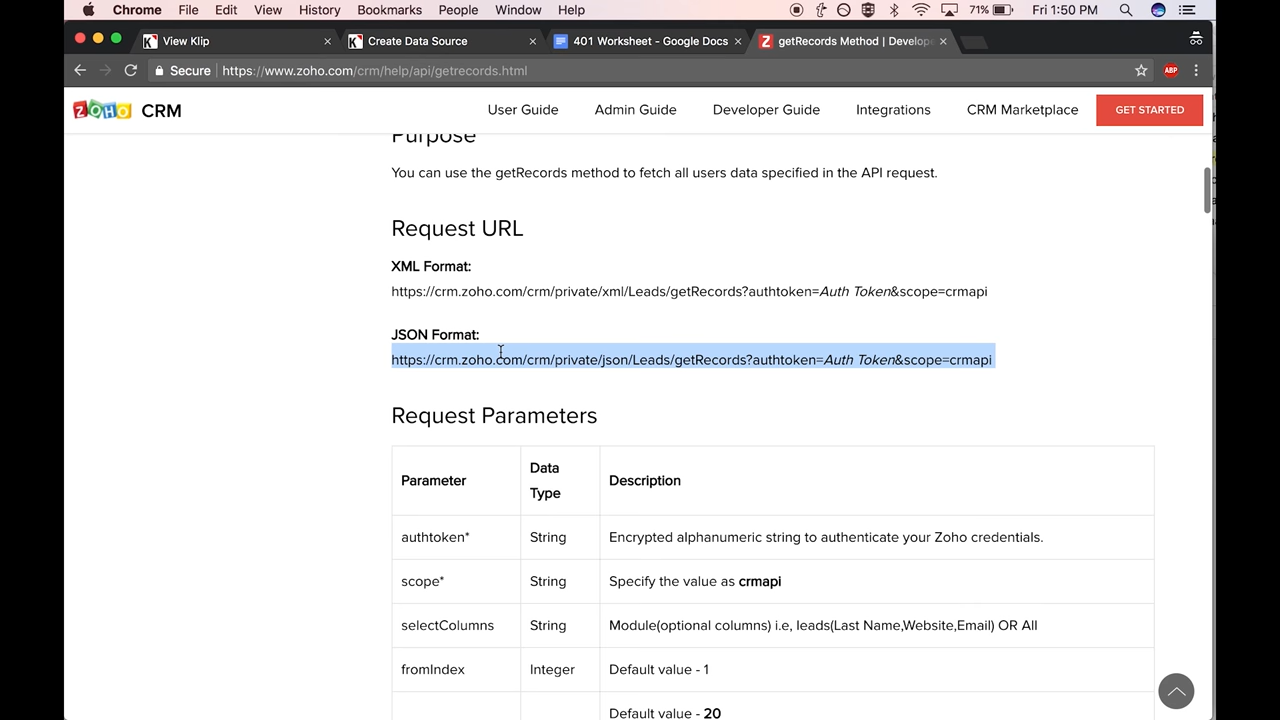 Chrome File Edit View History Bookmarks People Window Help 71% Fri 1:50 PM
View Klip
Create Data Source
401 Worksheet - Google Docs
getRecords Method | Develope
Secure https://www.zoho.com/crm/help/api/getrecords.html ABP
ZOHO CRM User Guide Admin Guide Developer Guide Integrations CRM Marketplace GET STARTED
Purpose
You can use the getRecords method to fetch all users data specified in the API request.
Request URL
XML Format:
https://crm.zoho.com/crm/private/xml/Leads/getRecords?authtoken=Auth Token&scope=crmapi
JSON Format:
https://crm.zoho.com/crm/private/json/Leads/getRecords?authtoken=Auth Token&scope=crmapi
Request Parameters
Parameter Data Type Description
authtoken* String Encrypted alphanumeric string to authenticate your Zoho credentials.
scope* String Specify the value as crmapi
selectColumns String Module(optional columns) i.e, leads(Last Name,Website,Email) OR All
fromIndex Integer Default value - 1
Default value - 20